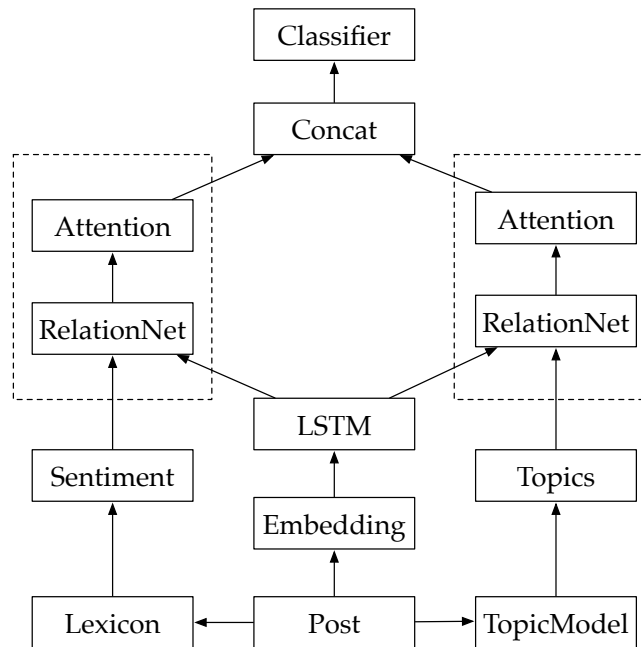 Classifier
Concat
Attention
Attention
RelationNet
RelationNet
LSTM
Sentiment
Topics
Embedding
Lexicon
Post
TopicModel